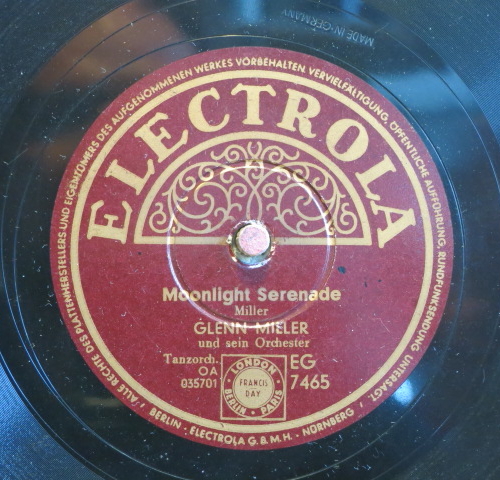 MADE IN GERMANY
ALLE RECHTE DES PLATTENHERSTELLERS UND EIGENTÜMERS DES AUFGENOMMENEN WERKES VORBEHALTEN VERVIELFÄLTIGUNG, ÖFFENTLICHE AUFFÜHRUNG, RUNDFUNKSENDUNG UNTERSAGT.
ELECTROLA
Moonlight Serenade
Miller
GLENN MILLER
und sein Orchester
Tanzorch. EG
OA 7465
035701
LONDON
FRANCIS
DAY
BERLIN · PARIS
BERLIN · ELECTROLA G.B.M.H. · NÜRNBERG